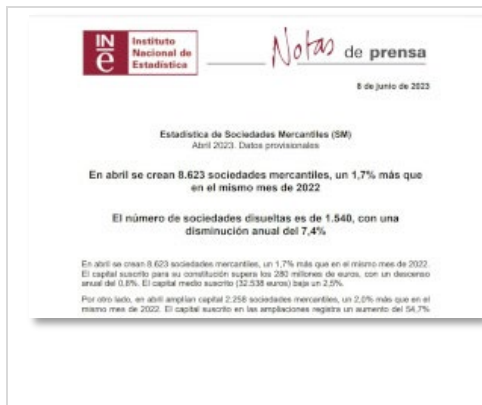 INe
Instituto
Nacional de
Estadística
Notas de prensa
8 de junio de 2023
Estadística de Sociedades Mercantiles (SM)
Abril 2023. Datos provisionales
En abril se crean 8.623 sociedades mercantiles, un 1,7% más que
en el mismo mes de 2022
El número de sociedades disueltas es de 1.540, con una
disminución anual del 7,4%
En abril se crean 8.623 sociedades mercantiles, un 1,7% más que en el mismo mes de 2022.
El capital suscrito para su constitución supera los 280 millones de euros, con un descenso
anual del 0,8%. El capital medio suscrito (32.538 euros) baja un 2,5%.
Por otro lado, en abril amplían capital 2.258 sociedades mercantiles, un 2,0% más que en el
mismo mes de 2022. El capital suscrito en las ampliaciones registra un aumento del 54,7%